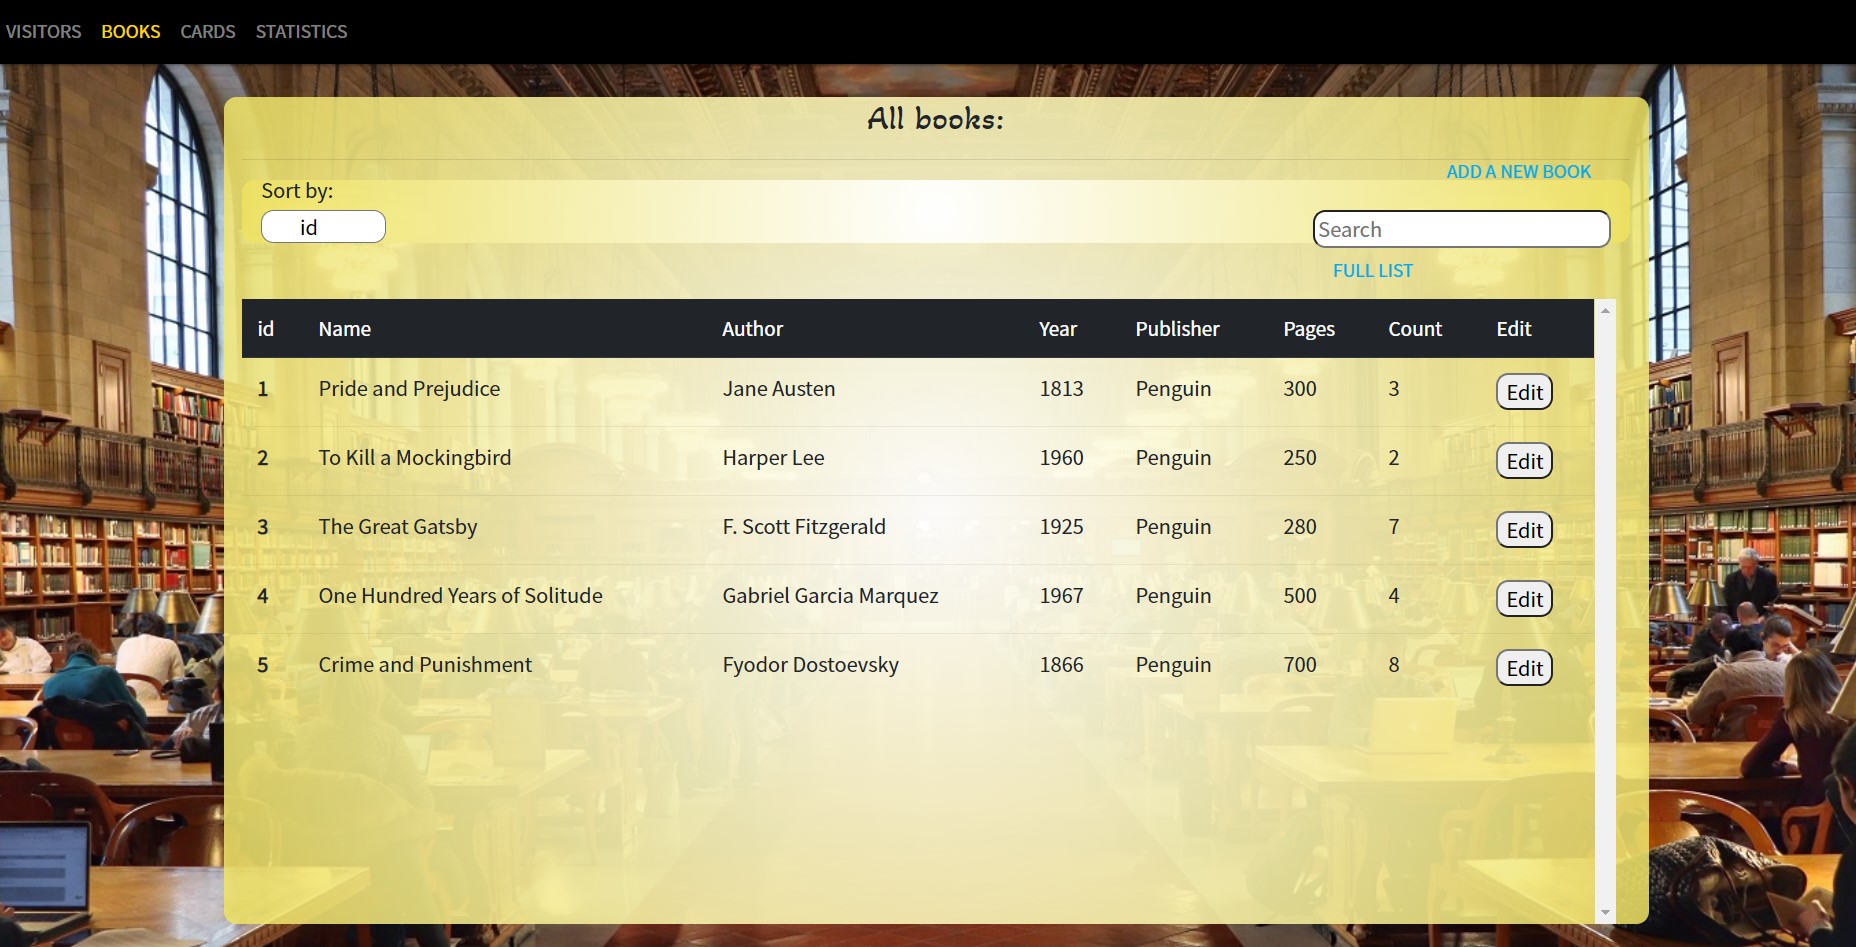 VISITORS BOOKS CARDS STATISTICS
All books:
ADD A NEW BOOK
Sort by:
id
Search
FULL LIST
id Name Author Year Publisher Pages Count Edit
1 Pride and Prejudice Jane Austen 1813 Penguin 300 3 Edit
2 To Kill a Mockingbird Harper Lee 1960 Penguin 250 2 Edit
3 The Great Gatsby F. Scott Fitzgerald 1925 Penguin 280 7 Edit
4 One Hundred Years of Solitude Gabriel Garcia Marquez 1967 Penguin 500 4 Edit
5 Crime and Punishment Fyodor Dostoevsky 1866 Penguin 700 8 Edit